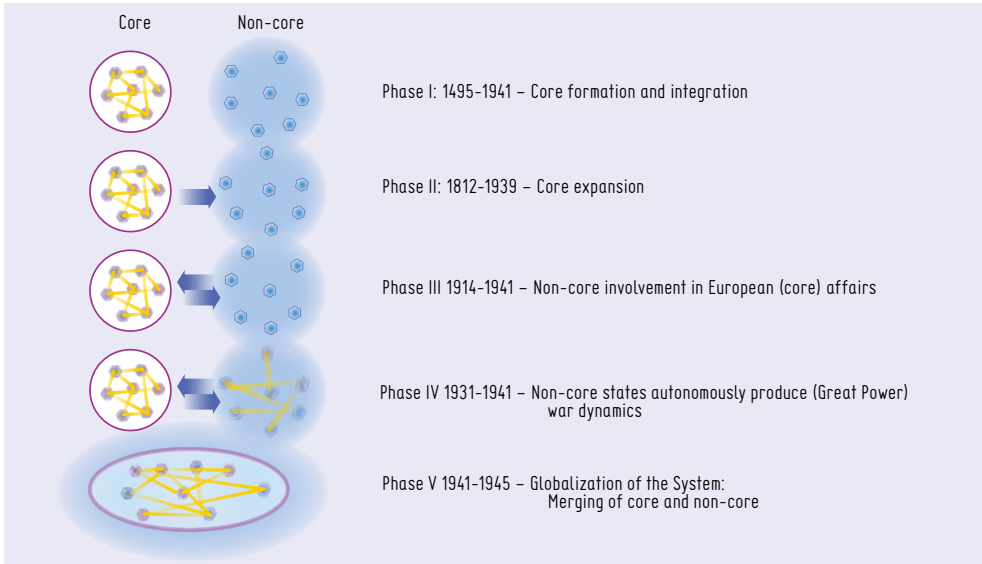 Core
Non-core
Phase I: 1495-1941 – Core formation and integration
Phase II: 1812-1939 – Core expansion
Phase III 1914-1941 – Non-core involvement in European (core) affairs
Phase IV 1931-1941 – Non-core states autonomously produce (Great Power)
war dynamics
Phase V 1941-1945 – Globalization of the System:
Merging of core and non-core